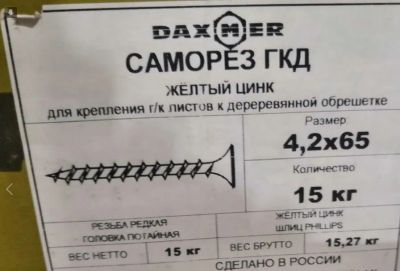 DAXMER
САМОРЕЗ ГКД
ЖЁЛТЫЙ ЦИНК
для крепления г/к листов к дереревянной обрешетке
Размер
4,2х65
Количество
15 кг
РЕЗЬБА РЕДКАЯ
ГОЛОВКА ПОТАЙНАЯ
ЖЁЛТЫЙ ЦИНК
ШЛИЦ PHILLIPS
ВЕС НЕТТО 15 кг ВЕС БРУТТО 15,27 кг
СДЕЛАНО В РОССИИ